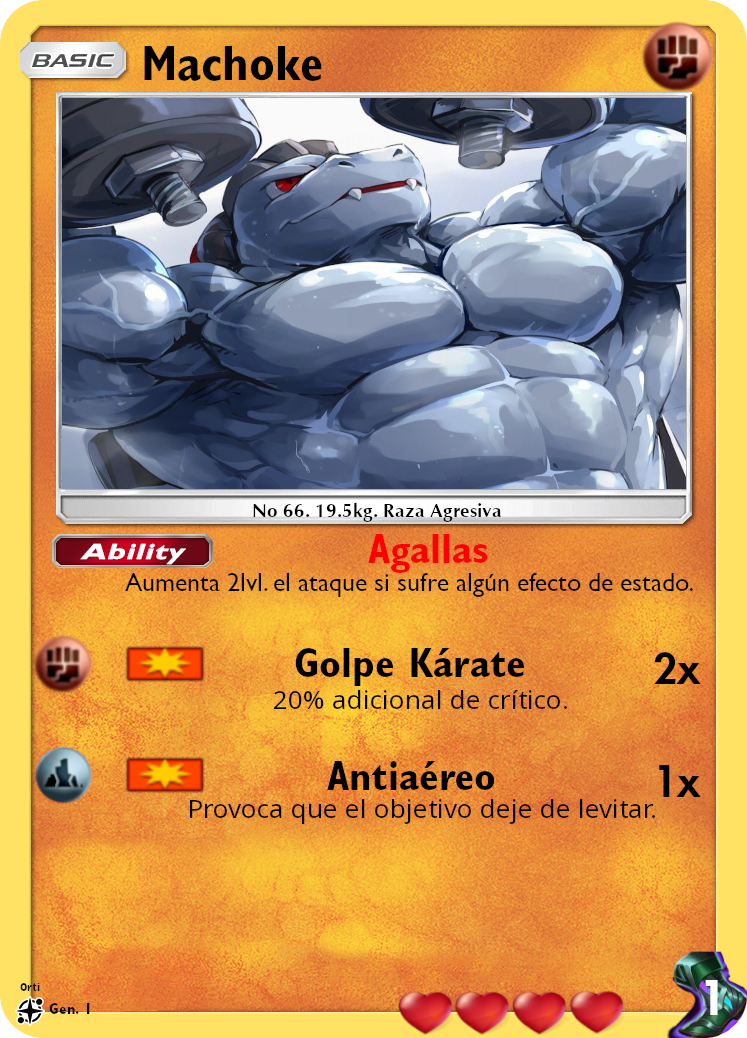 BASIC Machoke
No 66. 19.5kg. Raza Agresiva
Ability Agallas
Aumenta 2lvl. el ataque si sufre algún efecto de estado.
Golpe Kárate 2x
20% adicional de crítico.
Antiaéreo 1x
Provoca que el objetivo deje de levitar.
Orti
Gen. 1
1